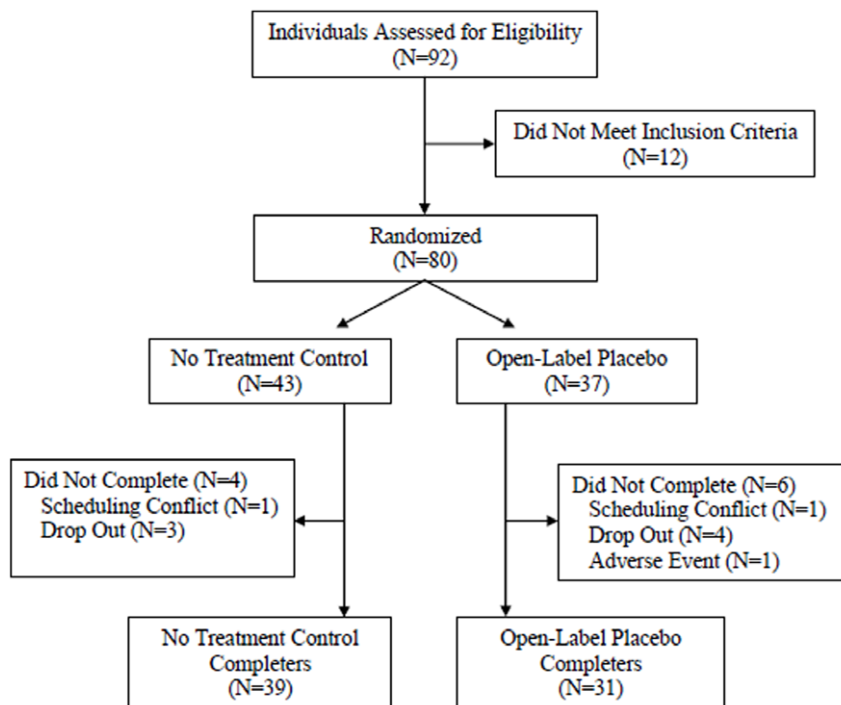 Individuals Assessed for Eligibility
(N=92)
Did Not Meet Inclusion Criteria
(N=12)
Randomized
(N=80)
No Treatment Control
(N=43)
Open-Label Placebo
(N=37)
Did Not Complete (N=4)
Scheduling Conflict (N=1)
Drop Out (N=3)
Did Not Complete (N=6)
Scheduling Conflict (N=1)
Drop Out (N=4)
Adverse Event (N=1)
No Treatment Control
Completers
(N=39)
Open-Label Placebo
Completers
(N=31)